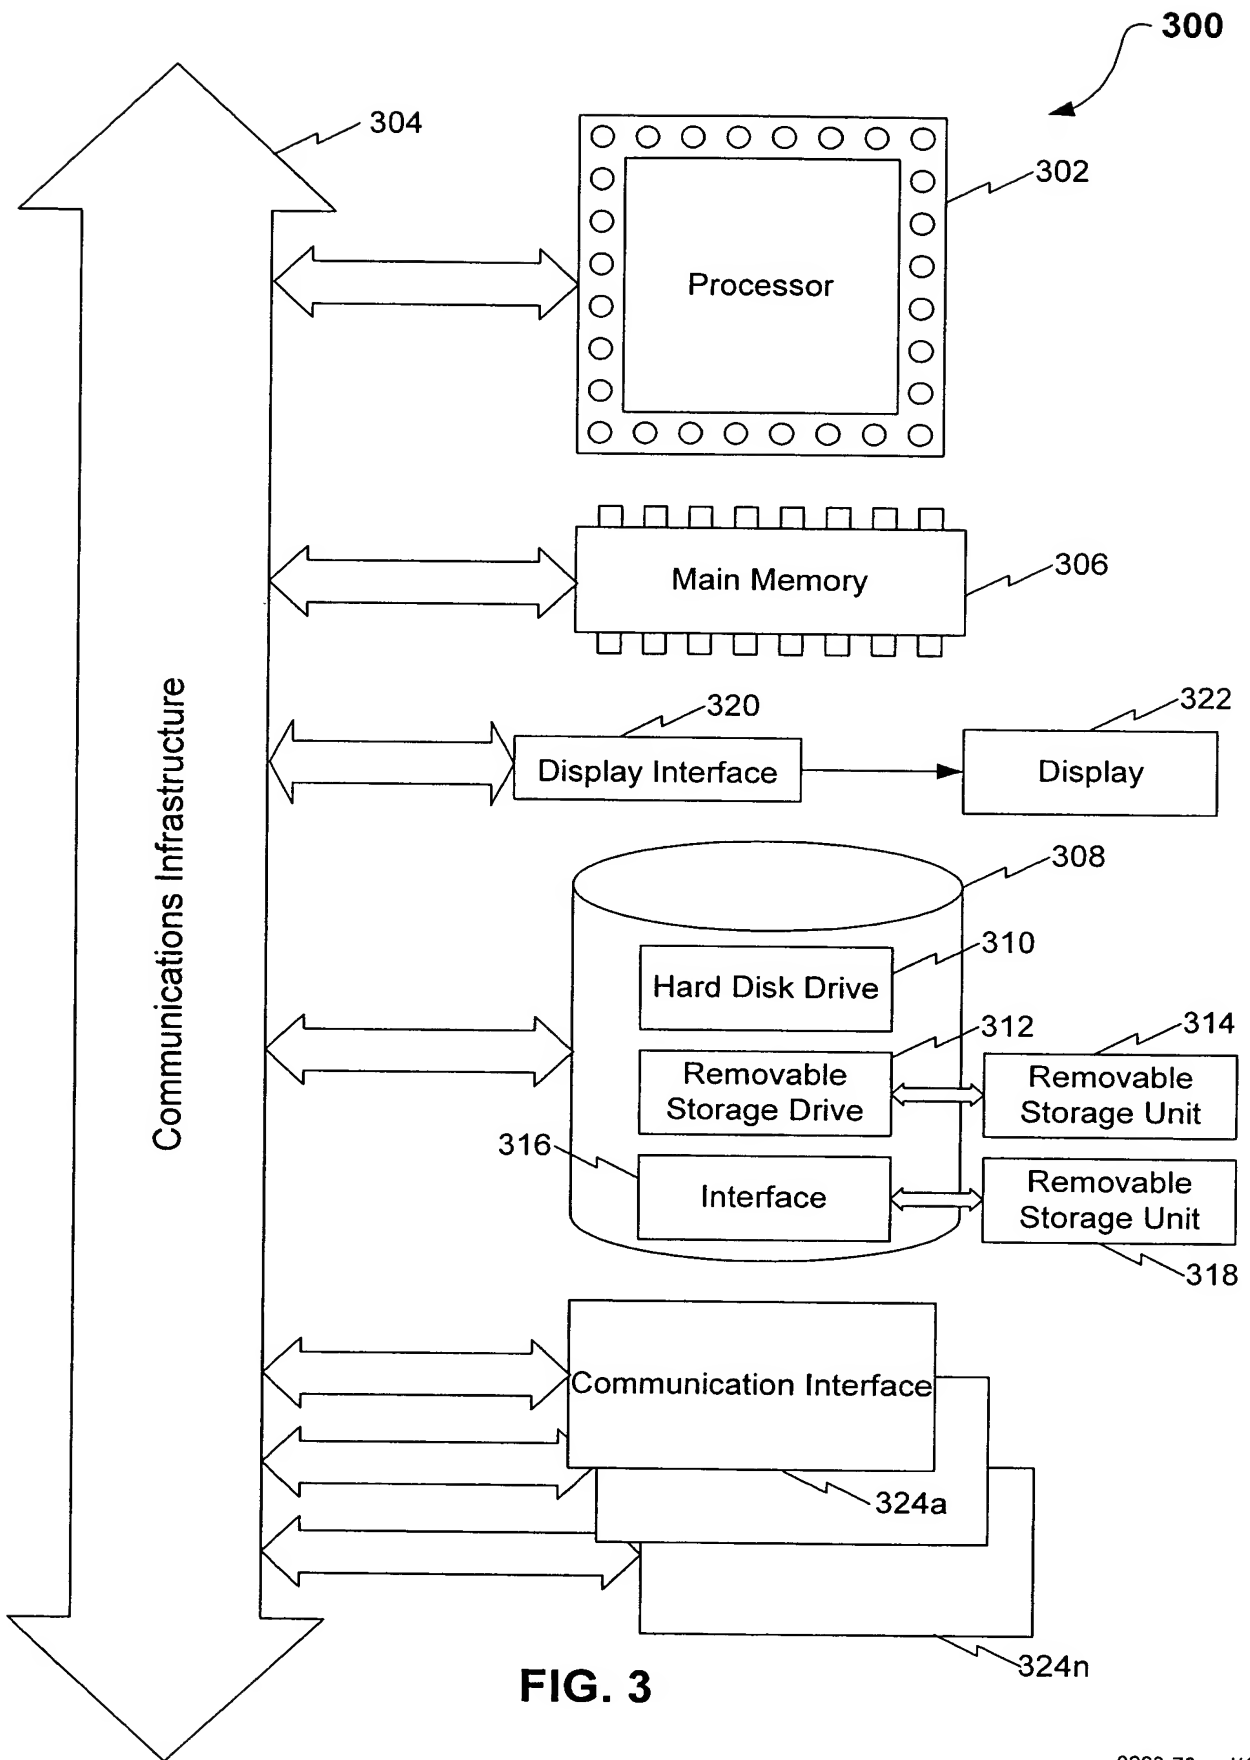 300
304
302
Processor
306
Main Memory
320
322
Display Interface
Display
Communications Infrastructure
308
310
Hard Disk Drive
312
314
Removable
Storage Drive
Removable
Storage Unit
316
Interface
Removable
Storage Unit
318
Communication Interface
324a
324n
FIG. 3